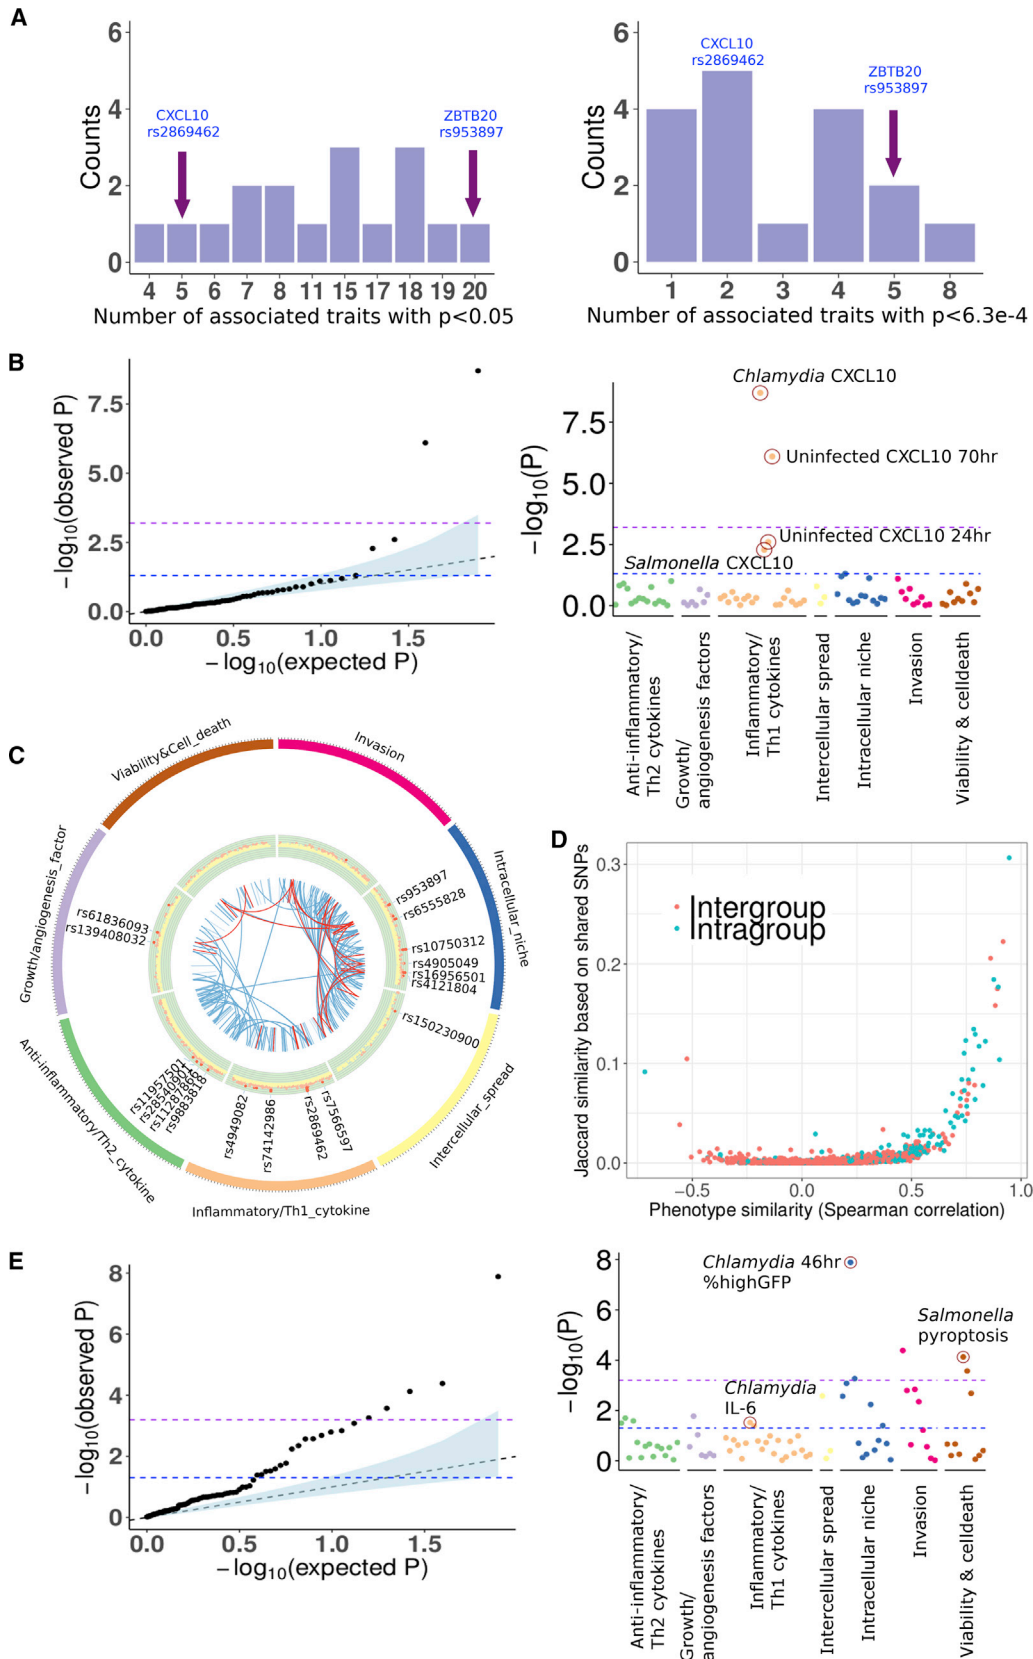 A
6
4
2
0
Counts
CXCL10
rs2869462
ZBTB20
rs953897
4 5 6 7 8 11 15 17 18 19 20
Number of associated traits with p<0.05
6
4
2
0
Counts
CXCL10
rs2869462
ZBTB20
rs953897
1 2 3 4 5 8
Number of associated traits with p<6.3e-4
B
7.5
5.0
2.5
0.0
−log10(observed P)
0.0 0.5 1.0 1.5
−log10(expected P)
Chlamydia CXCL10
7.5
Uninfected CXCL10 70hr
5.0
Uninfected CXCL10 24hr
2.5
Salmonella CXCL10
0.0
−log10(P)
Anti-inflammatory/
Th2 cytokines
Growth/
angiogenesis factors
Inflammatory/
Th1 cytokines
Intercellular spread
Intracellular niche
Invasion
Viability & celldeath
C
Viability&Cell_death
Invasion
Intracellular_niche
Intercellular_spread
Inflammatory/Th1_cytokine
Anti-inflammatory/Th2_cytokine
Growth/angiogenesis_factor
rs953897
rs6555828
rs10750312
rs4905049
rs16956501
rs4121804
rs150230900
rs7566597
rs2869462
rs74142986
rs4949082
rs9883818
rs11287866
rs11957501
rs139408032
rs61836093
D
0.3
0.2
0.1
0.0
Jaccard similarity based on shared SNPs
Intergroup
Intragroup
−0.5 0.0 0.5 1.0
Phenotype similarity (Spearman correlation)
E
8
6
4
2
0
−log10(observed P)
0.0 0.5 1.0 1.5
−log10(expected P)
8
6
4
2
0
−log10(P)
Chlamydia 46hr
%highGFP
Salmonella
pyroptosis
Chlamydia
IL-6
Anti-inflammatory/
Th2 cytokines
Growth/
angiogenesis factors
Inflammatory/
Th1 cytokines
Intercellular spread
Intracellular niche
Invasion
Viability & celldeath